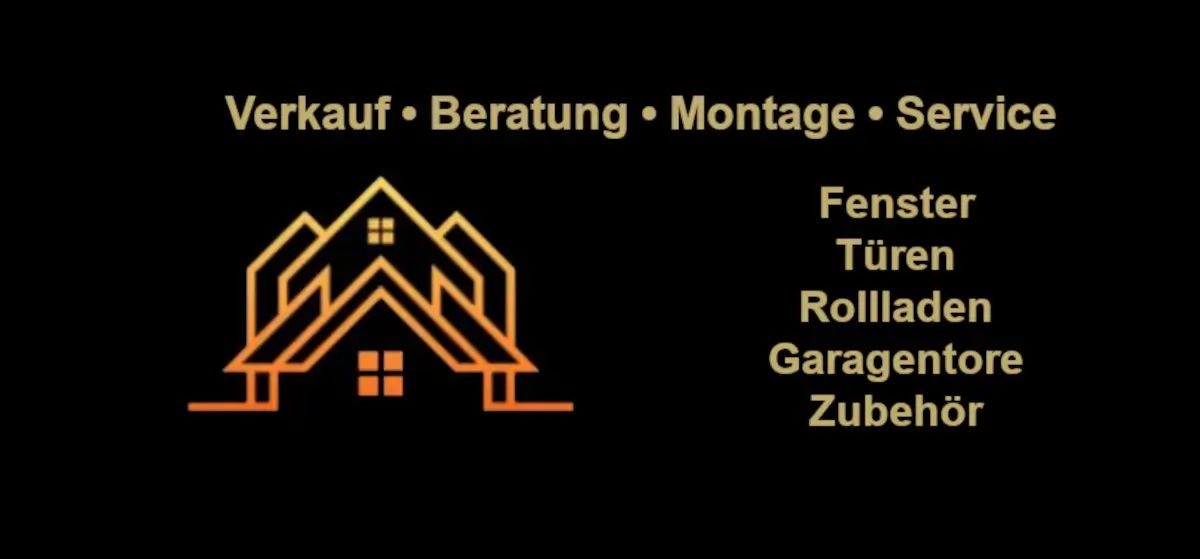 Verkauf • Beratung • Montage • Service
Fenster
Türen
Rollladen
Garagentore
Zubehör